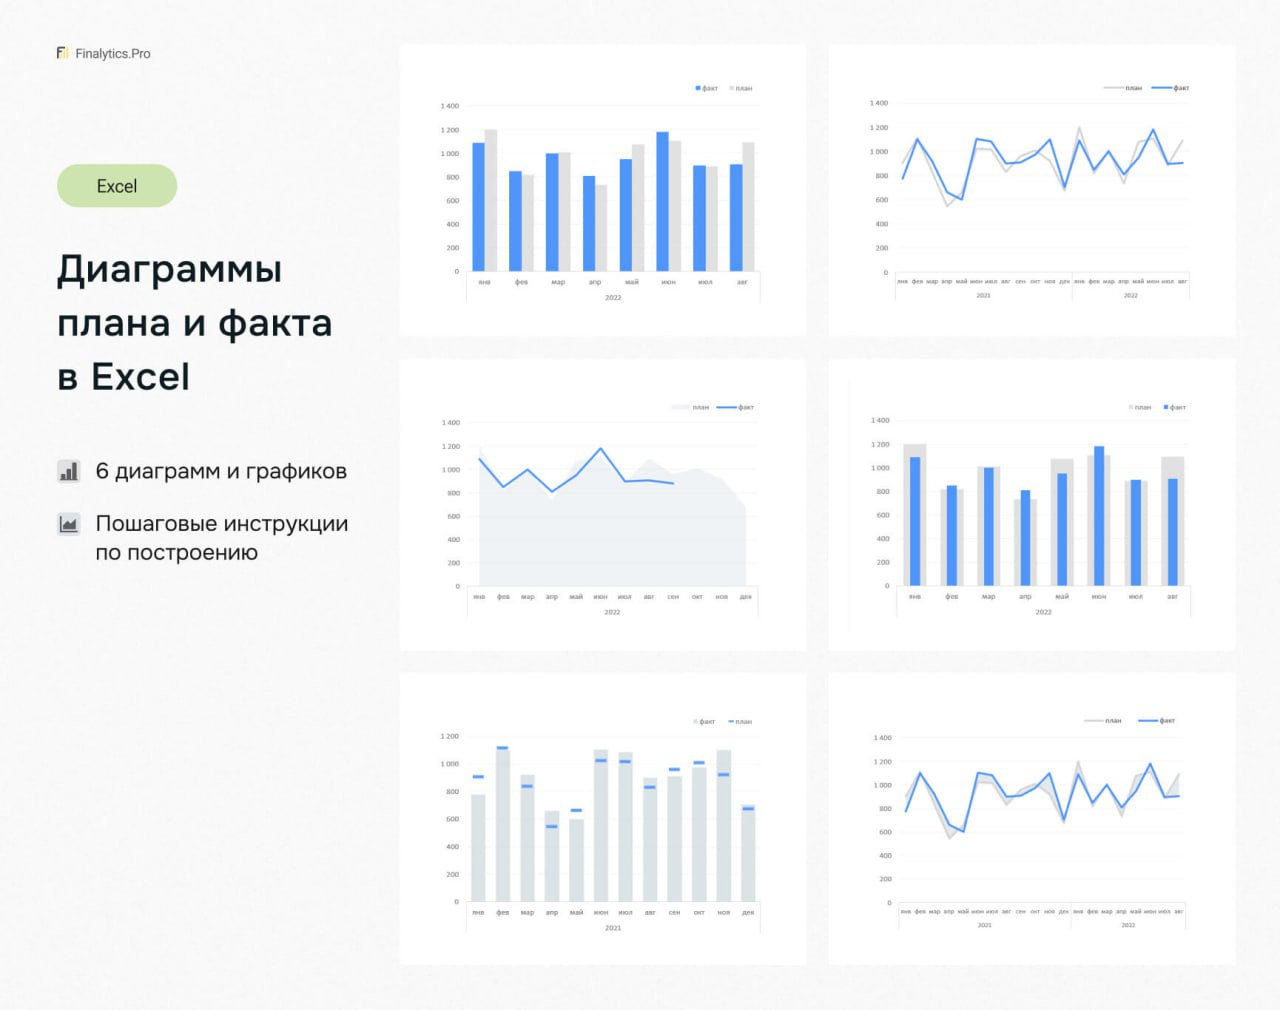 Finalytics.Pro
Excel
Диаграммы
плана и факта
в Excel
6 диаграмм и графиков
Пошаговые инструкции
по построению
факт план
1 400
1 200
1 000
800
600
400
200
0
янв фев мар апр май июн июл авг
2022
план факт
1 400
1 200
1 000
800
600
400
200
0
янв фев мар апр май июн июл авг сен окт ноя дек янв фев мар апр май июн июл авг
2021 2022
план факт
1 400
1 200
1 000
800
600
400
200
0
янв фев мар апр май июн июл авг сен окт ноя дек
2022
план факт
1 400
1 200
1 000
800
600
400
200
0
янв фев мар апр май июн июл авг
2022
факт план
1 200
1 000
800
600
400
200
0
янв фев мар апр май июн июл авг сен окт ноя дек
2021
план факт
1 400
1 200
1 000
800
600
400
200
0
янв фев мар апр май июн июл авг сен окт ноя дек янв фев мар апр май июн июл авг
2021 2022